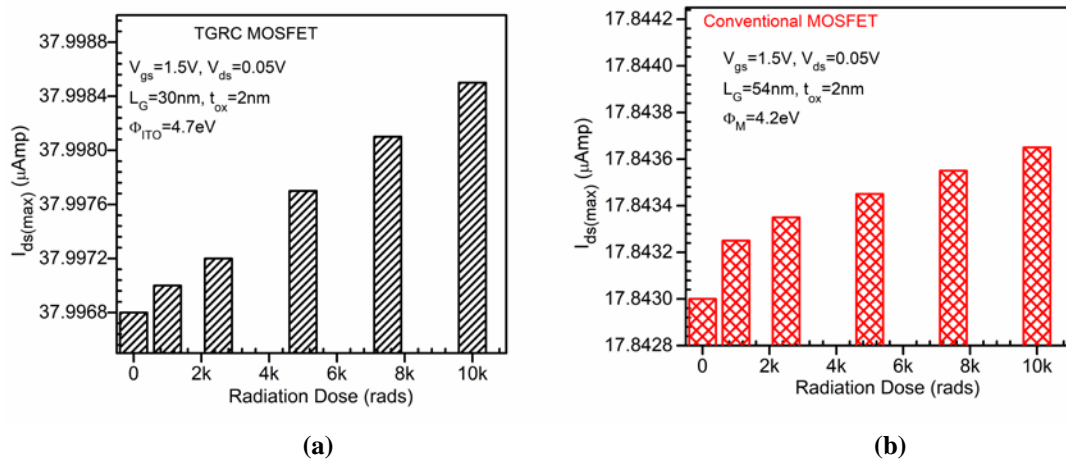 TGRC MOSFET
V_gs=1.5V, V_ds=0.05V
L_G=30nm, t_ox=2nm
Φ_ITO=4.7eV
I_ds(max) (μAmp)
37.9988
37.9984
37.9980
37.9976
37.9972
37.9968
0 2k 4k 6k 8k 10k
Radiation Dose (rads)
(a)
Conventional MOSFET
V_gs=1.5V, V_ds=0.05V
L_G=54nm, t_ox=2nm
Φ_M=4.2eV
I_ds(max) (μAmp)
17.8442
17.8440
17.8438
17.8436
17.8434
17.8432
17.8430
17.8428
0 2k 4k 6k 8k 10k
Radiation Dose (rads)
(b)